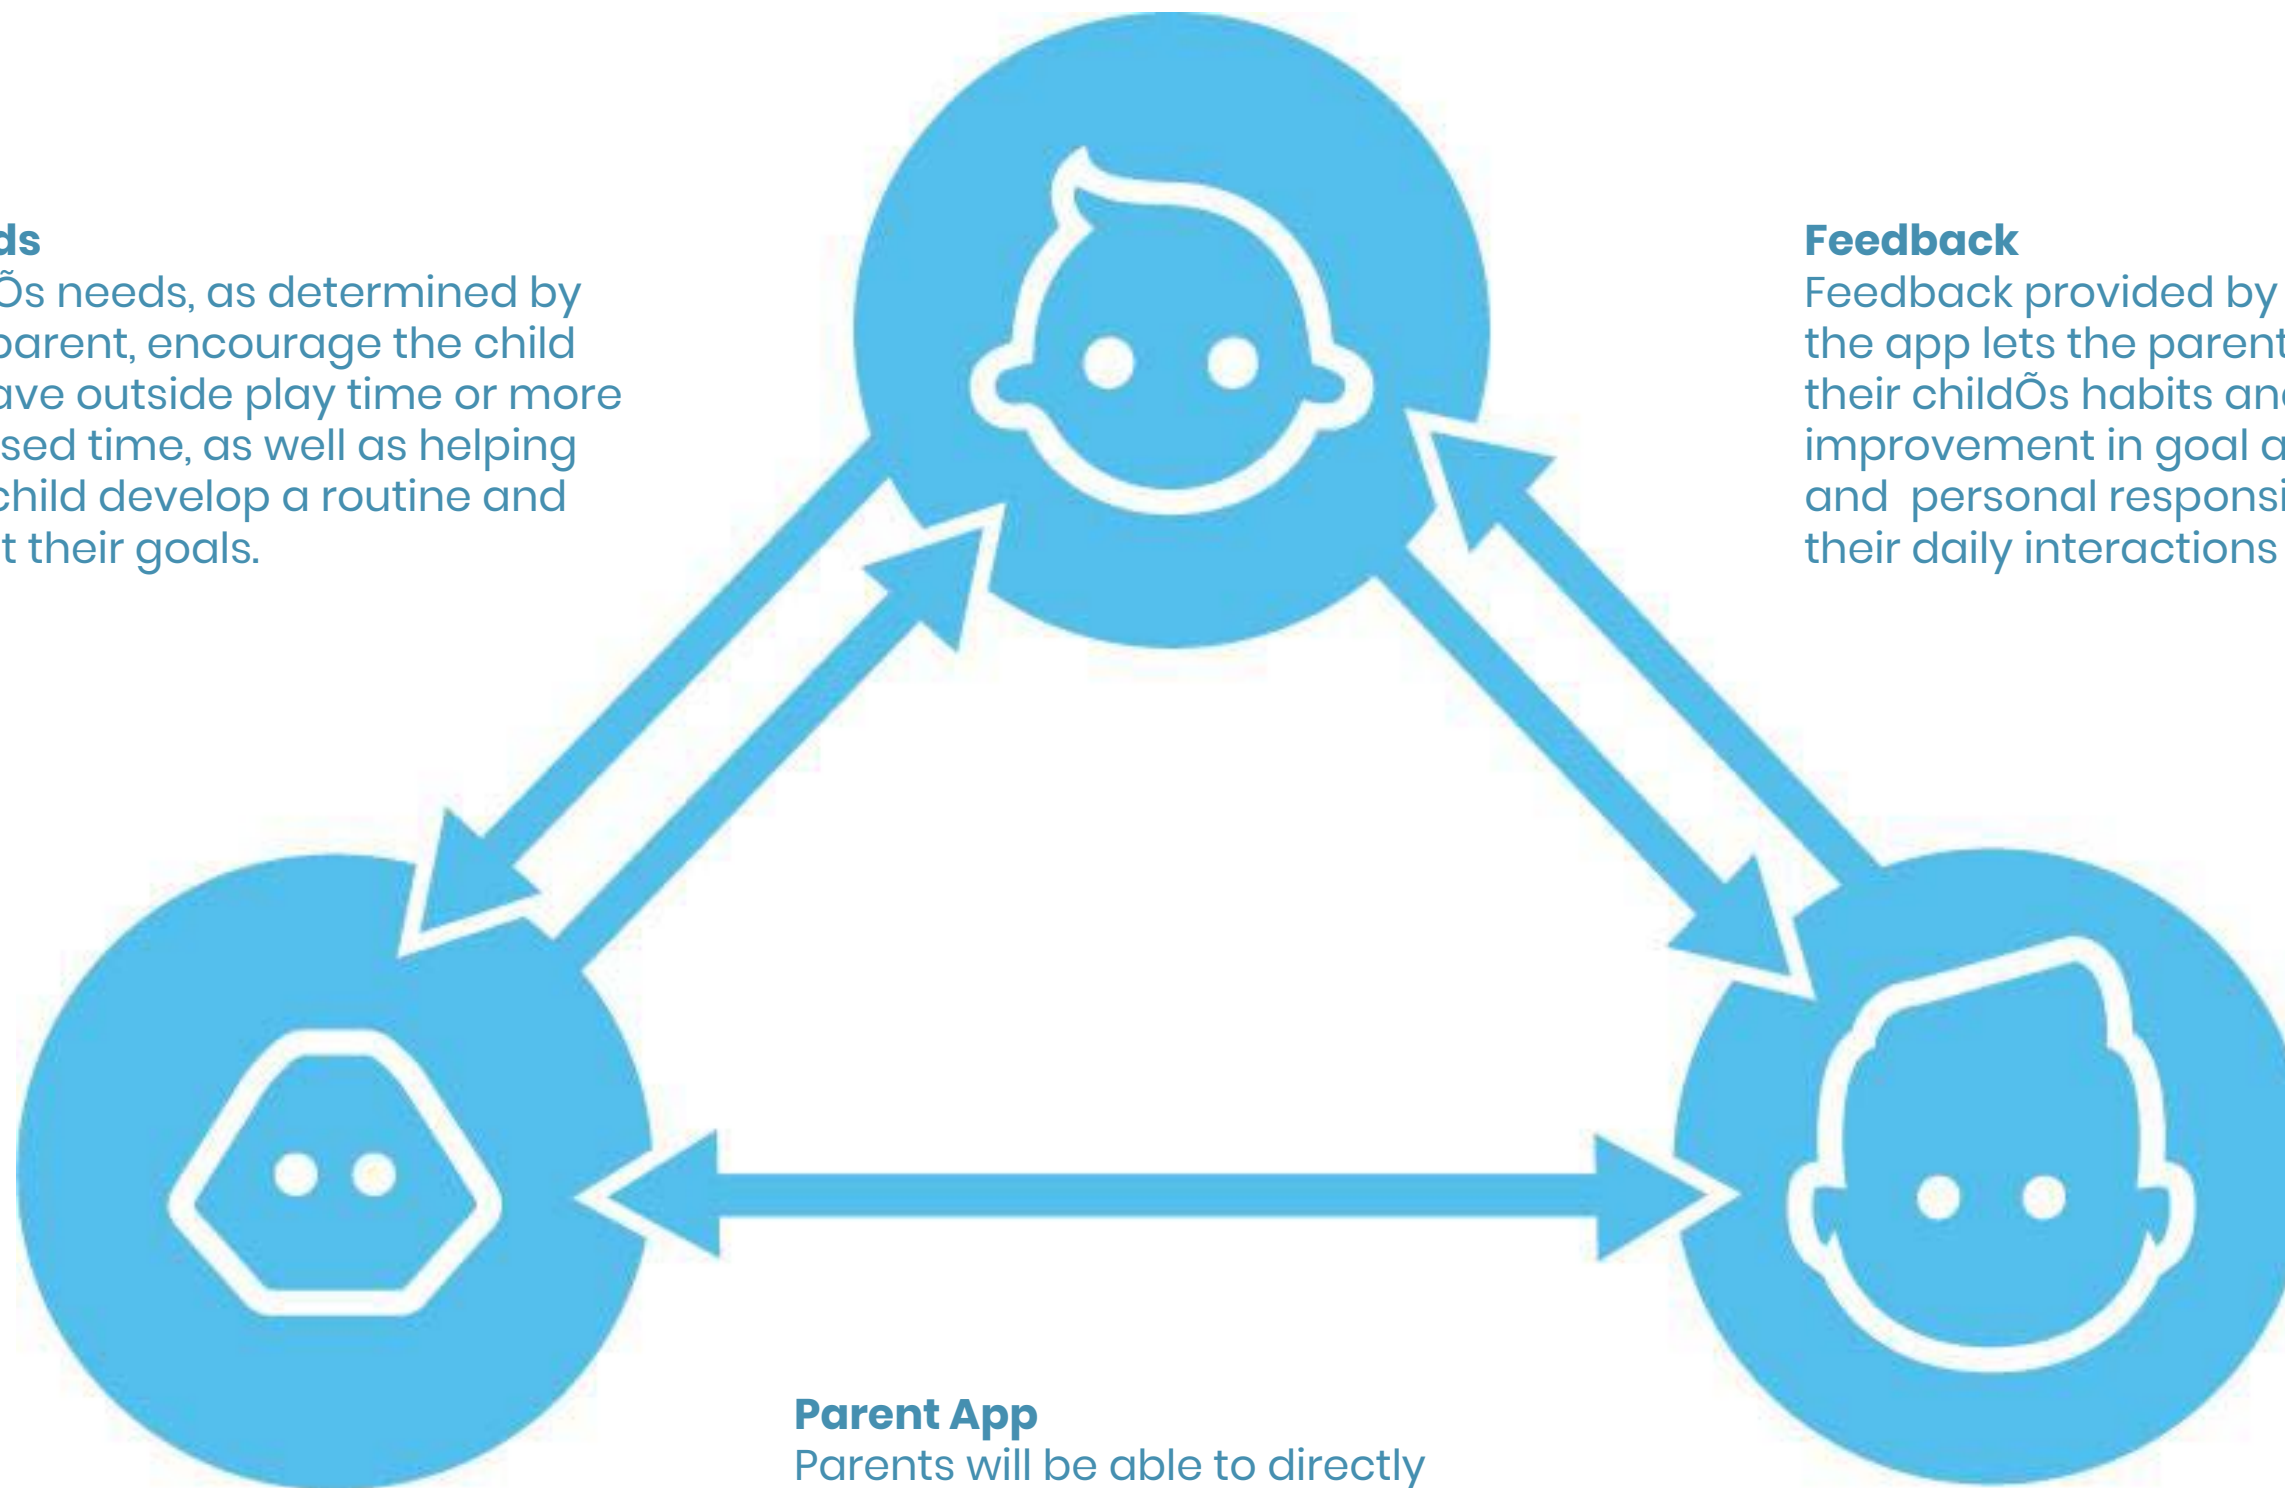 ds
Õs needs, as determined by
parent, encourage the child
ave outside play time or more
sed time, as well as helping
child develop a routine and
t their goals.
Feedback
Feedback provided by
the app lets the parent
their childÕs habits and
improvement in goal a
and personal responsi
their daily interactions
Parent App
Parents will be able to directly